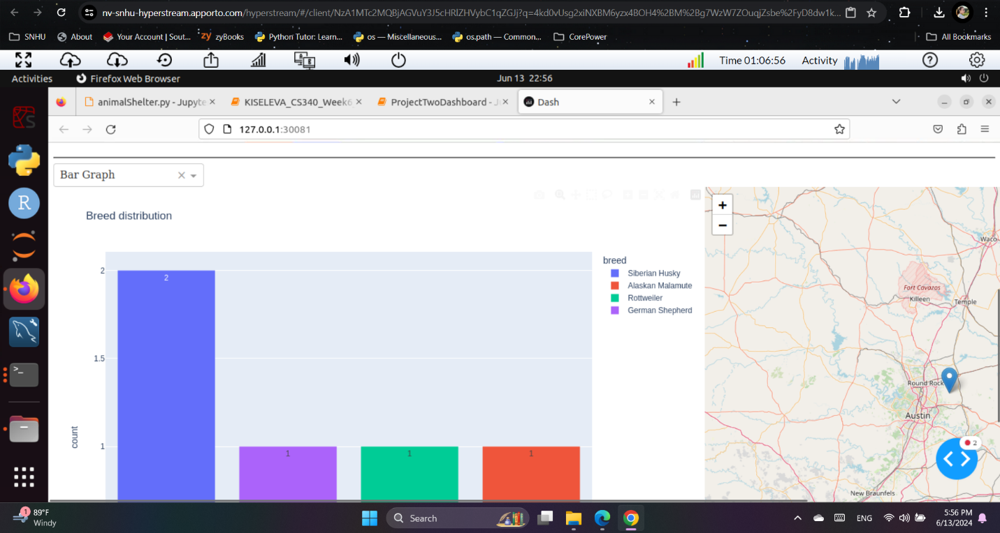 nv-snhu-hyperstream.apporto.com/hyperstream/#/client/NzA1MTc2MQBjAGVuY3J5cHRlZHVybC1qZGJj?q=4kd0vUsg2xiNXBM6yzx4BOH4%2BM%2Bg7WzW7ZOuqjZsbe%2FyD8dw1k...
SNHU
About
Your Account | Sout...
zyBooks
Python Tutor: Learn...
os — Miscellaneous...
os.path — Common...
CorePower
All Bookmarks
Time 01:06:56
Activity
Activities
Firefox Web Browser
Jun 13 22:56
animalShelter.py - Jupyte
KISELEVA_CS340_Week6
ProjectTwoDashboard - J
Dash
127.0.0.1:30081
Bar Graph
Breed distribution
breed
Siberian Husky
Alaskan Malamute
Rottweiler
German Shepherd
2
1.5
1
count
2
1
1
1
+
−
Waco
Fort Cavazos
Killeen
Temple
Round Rock
Austin
2
New Braunfels
1
89°F
Windy
Search
ENG
5:56 PM
6/13/2024